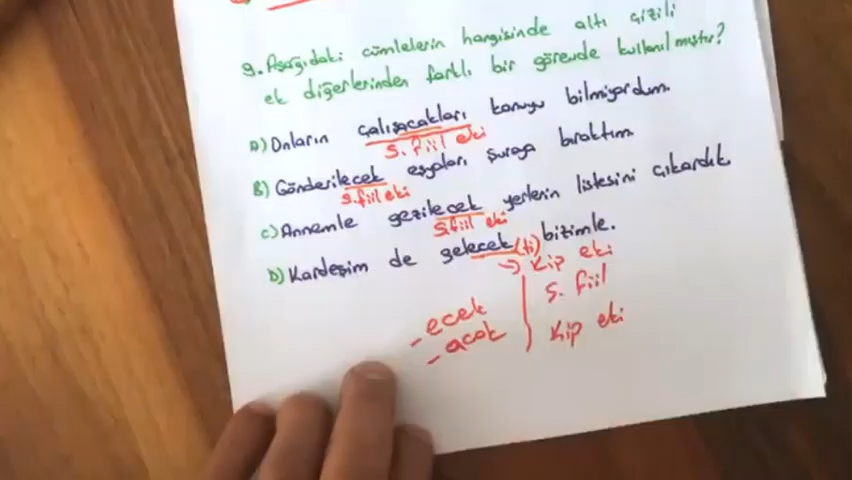 9. Aşağıdaki cümlelerin hangisinde altı çizili
ek diğerlerinden farklı bir görevde kullanılmıştır?
A) Onların çalışacakları konuyu bilmiyordum.
s. fiil eki
B) Gönderilecek eşyaları şuraya bıraktım.
s. fiil eki
C) Annemle gezilecek yerlerin listesini çıkardık.
s. fiil eki
D) Kardeşim de gelecek (ti) bizimle.
→ kip eki
-ecek
-acak
s. fiil
kip eki